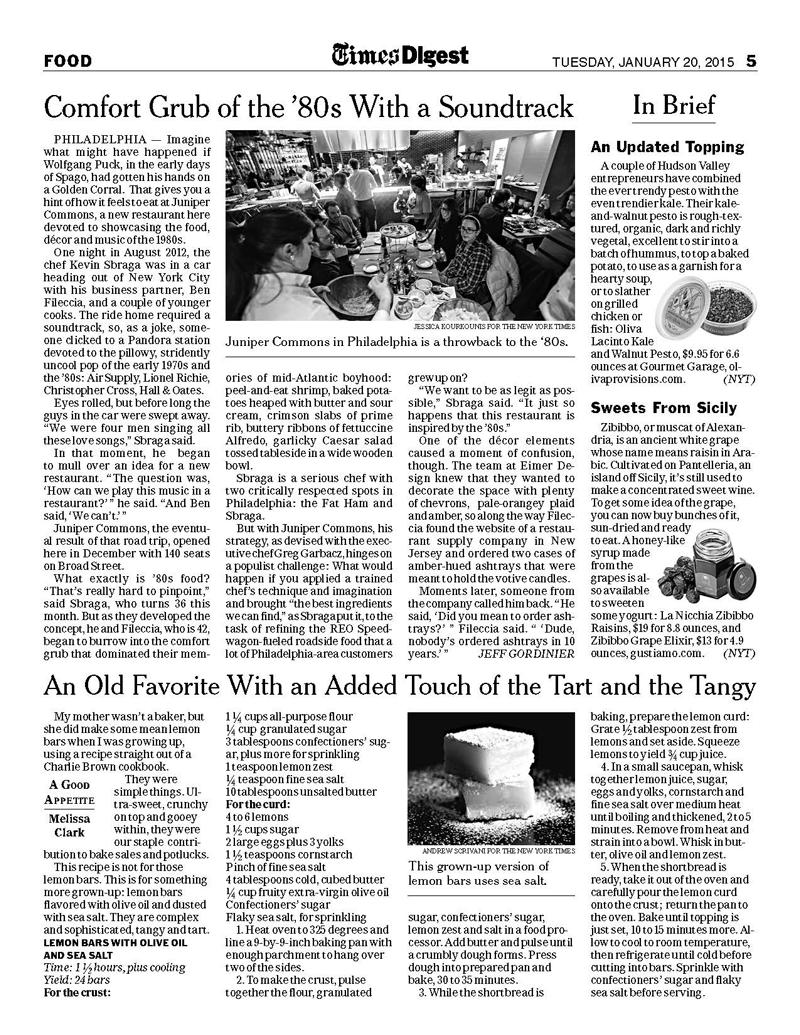 FOOD
Times DIgest
TUESDAY, JANUARY 20, 2015 5
Comfort Grub of the ’80s With a Soundtrack
PHILADELPHIA — Imagine
what might have happened if
Wolfgang Puck, in the early days
of Spago, had gotten his hands on
a Golden Corral. That gives you a
hint of how it feels to eat at Juniper
Commons, a new restaurant here
devoted to showcasing the food,
décor and music of the 1980s.
One night in August 2012, the
chef Kevin Sbraga was in a car
heading out of New York City
with his business partner, Ben
Fileccia, and a couple of younger
cooks. The ride home required a
soundtrack, so, as a joke, some-
one clicked to a Pandora station
devoted to the pillowy, stridently
uncool pop of the early 1970s and
the ’80s: Air Supply, Lionel Richie,
Christopher Cross, Hall & Oates.
Eyes rolled, but before long the
guys in the car were swept away.
“We were four men singing all
these love songs,” Sbraga said.
In that moment, he began
to mull over an idea for a new
restaurant. “The question was,
‘How can we play this music in a
restaurant?’ ” he said. “And Ben
said, ‘We can’t.’ ”
Juniper Commons, the eventu-
al result of that road trip, opened
here in December with 140 seats
on Broad Street.
What exactly is ’80s food?
“That’s really hard to pinpoint,”
said Sbraga, who turns 36 this
month. But as they developed the
concept, he and Fileccia, who is 42,
began to burrow into the comfort
grub that dominated their mem-
JESSICA KOURKOUNIS FOR THE NEW YORK TIMES
Juniper Commons in Philadelphia is a throwback to the ‘80s.
ories of mid-Atlantic boyhood:
peel-and-eat shrimp, baked pota-
toes heaped with butter and sour
cream, crimson slabs of prime
rib, buttery ribbons of fettuccine
Alfredo, garlicky Caesar salad
tossed tableside in a wide wooden
bowl.
Sbraga is a serious chef with
two critically respected spots in
Philadelphia: the Fat Ham and
Sbraga.
But with Juniper Commons, his
strategy, as devised with the exec-
utive chef Greg Garbacz, hinges on
a populist challenge: What would
happen if you applied a trained
chef’s technique and imagination
and brought “the best ingredients
we can find,” as Sbraga put it, to the
task of refining the REO Speed-
wagon-fueled roadside food that a
lot of Philadelphia-area customers
grew up on?
“We want to be as legit as pos-
sible,” Sbraga said. “It just so
happens that this restaurant is
inspired by the ’80s.”
One of the décor elements
caused a moment of confusion,
though. The team at Eimer De-
sign knew that they wanted to
decorate the space with plenty
of chevrons, pale-orangey plaid
and amber, so along the way Filec-
cia found the website of a restau-
rant supply company in New
Jersey and ordered two cases of
amber-hued ashtrays that were
meant to hold the votive candles.
Moments later, someone from
the company called him back. “He
said, ‘Did you mean to order ash-
trays?’ ” Fileccia said. “ ‘Dude,
nobody’s ordered ashtrays in 10
years.’ ” JEFF GORDINIER
In Brief
An Updated Topping
A couple of Hudson Valley
entrepreneurs have combined
the ever trendy pesto with the
even trendier kale. Their kale-
and-walnut pesto is rough-tex-
tured, organic, dark and richly
vegetal, excellent to stir into a
batch of hummus, to top a baked
potato, to use as a garnish for a
hearty soup,
or to slather
on grilled
chicken or
fish: Oliva
Lacinto Kale
and Walnut Pesto, $9.95 for 6.6
ounces at Gourmet Garage, ol-
ivaprovisions.com. (NYT)
Sweets From Sicily
Zibibbo, or muscat of Alexan-
dria, is an ancient white grape
whose name means raisin in Ara-
bic. Cultivated on Pantelleria, an
island off Sicily, it’s still used to
make a concentrated sweet wine.
To get some idea of the grape,
you can now buy bunches of it,
sun-dried and ready
to eat. A honey-like
syrup made
from the
grapes is al-
so available
to sweeten
some yogurt: La Nicchia Zibibbo
Raisins, $19 for 8.8 ounces, and
Zibibbo Grape Elixir, $13 for 4.9
ounces, gustiamo.com. (NYT)
An Old Favorite With an Added Touch of the Tart and the Tangy
My mother wasn’t a baker, but
she did make some mean lemon
bars when I was growing up,
using a recipe straight out of a
Charlie Brown cookbook.
A GOOD
APPETITE
Melissa
Clark
They were
simple things. Ul-
tra-sweet, crunchy
on top and gooey
within, they were
our staple contri-
bution to bake sales and potlucks.
This recipe is not for those
lemon bars. This is for something
more grown-up: lemon bars
flavored with olive oil and dusted
with sea salt. They are complex
and sophisticated, tangy and tart.
LEMON BARS WITH OLIVE OIL
AND SEA SALT
Time: 1 ½ hours, plus cooling
Yield: 24 bars
For the crust:
1 ¼ cups all-purpose flour
¼ cup granulated sugar
3 tablespoons confectioners’ sug-
ar, plus more for sprinkling
1 teaspoon lemon zest
¼ teaspoon fine sea salt
10 tablespoons unsalted butter
For the curd:
4 to 6 lemons
1 ½ cups sugar
2 large eggs plus 3 yolks
1 ½ teaspoons cornstarch
Pinch of fine sea salt
4 tablespoons cold, cubed butter
¼ cup fruity extra-virgin olive oil
Confectioners’ sugar
Flaky sea salt, for sprinkling
1. Heat oven to 325 degrees and
line a 9-by-9-inch baking pan with
enough parchment to hang over
two of the sides.
2. To make the crust, pulse
together the flour, granulated
ANDREW SCRIVANI FOR THE NEW YORK TIMES
This grown-up version of
lemon bars uses sea salt.
sugar, confectioners’ sugar,
lemon zest and salt in a food pro-
cessor. Add butter and pulse until
a crumbly dough forms. Press
dough into prepared pan and
bake, 30 to 35 minutes.
3. While the shortbread is
baking, prepare the lemon curd:
Grate ½ tablespoon zest from
lemons and set aside. Squeeze
lemons to yield ¾ cup juice.
4. In a small saucepan, whisk
together lemon juice, sugar,
eggs and yolks, cornstarch and
fine sea salt over medium heat
until boiling and thickened, 2 to 5
minutes. Remove from heat and
strain into a bowl. Whisk in but-
ter, olive oil and lemon zest.
5. When the shortbread is
ready, take it out of the oven and
carefully pour the lemon curd
onto the crust; return the pan to
the oven. Bake until topping is
just set, 10 to 15 minutes more. Al-
low to cool to room temperature,
then refrigerate until cold before
cutting into bars. Sprinkle with
confectioners’ sugar and flaky
sea salt before serving.